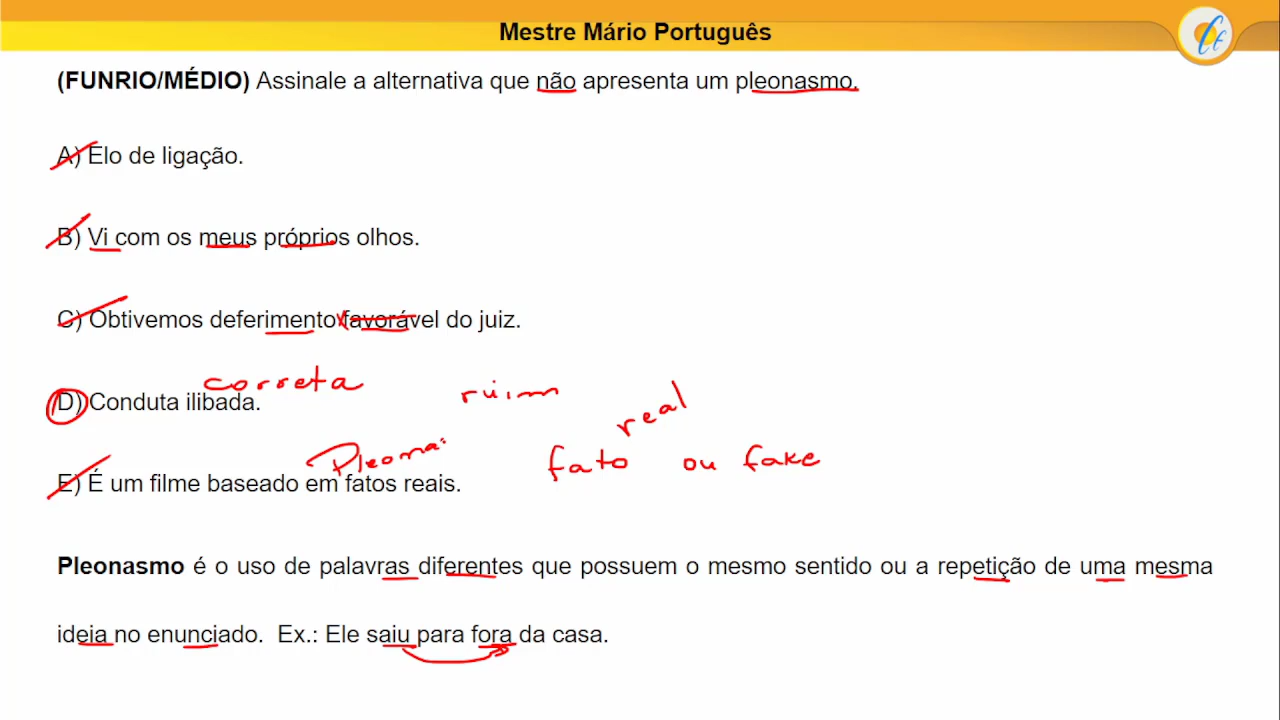 Mestre Mário Português
(FUNRIO/MÉDIO) Assinale a alternativa que não apresenta um pleonasmo.
A) Elo de ligação.
B) Vi com os meus próprios olhos.
C) Obtivemos deferimento favorável do juiz.
correta
ruim
D) Conduta ilibada.
real
Pleonas
fato ou fake
E) É um filme baseado em fatos reais.
Pleonasmo é o uso de palavras diferentes que possuem o mesmo sentido ou a repetição de uma mesma
ideia no enunciado. Ex.: Ele saiu para fora da casa.